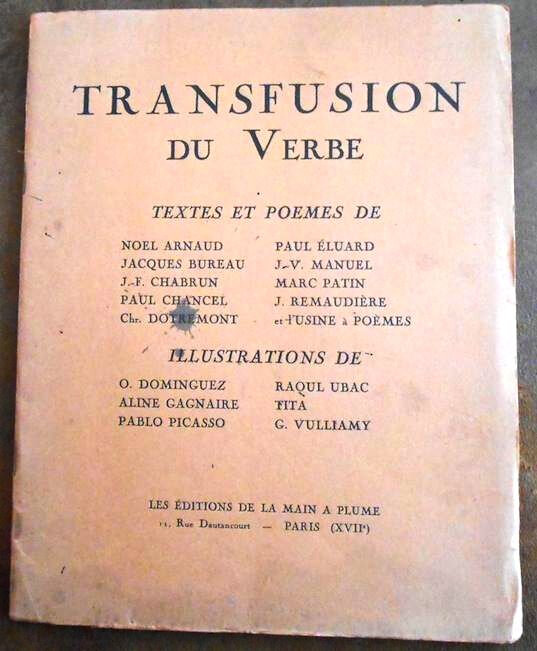 TRANSFUSION
DU VERBE
TEXTES ET POEMES DE
NOEL ARNAUD PAUL ÉLUARD
JACQUES BUREAU J.-V. MANUEL
J.-F. CHABRUN MARC PATIN
PAUL CHANCEL J. REMAUDIÈRE
Chr. DOTREMONT et l'USINE à POÈMES
ILLUSTRATIONS DE
O. DOMINGUEZ RAOUL UBAC
ALINE GAGNAIRE TITA
PABLO PICASSO G. VULLIAMY
LES ÉDITIONS DE LA MAIN A PLUME
11, Rue Dautancourt — PARIS (XVIIᵉ)